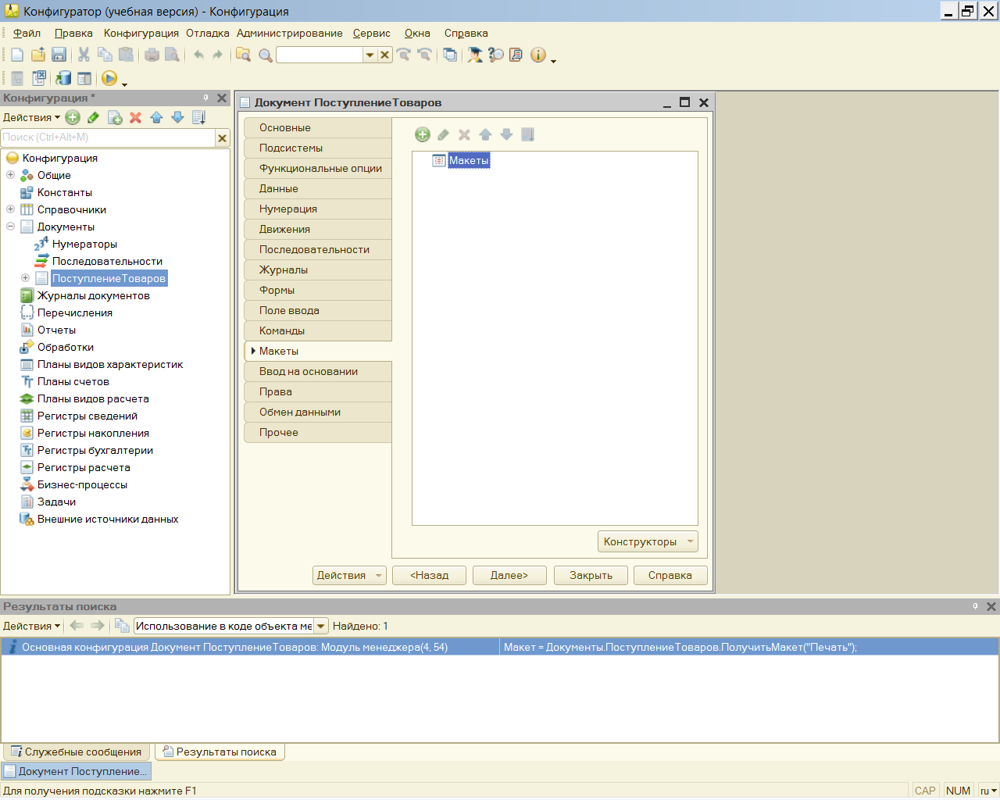 Конфигуратор (учебная версия) - Конфигурация
Файл Правка Конфигурация Отладка Администрирование Сервис Окна Справка
Конфигурация *
Действия
Поиск (Ctrl+Alt+M)
Конфигурация
Общие
Константы
Справочники
Документы
Нумераторы
Последовательности
ПоступлениеТоваров
Журналы документов
Перечисления
Отчеты
Обработки
Планы видов характеристик
Планы счетов
Планы видов расчета
Регистры сведений
Регистры накопления
Регистры бухгалтерии
Регистры расчета
Бизнес-процессы
Задачи
Внешние источники данных
Документ ПоступлениеТоваров
Основные
Подсистемы
Функциональные опции
Данные
Нумерация
Движения
Последовательности
Журналы
Формы
Поле ввода
Команды
Макеты
Ввод на основании
Права
Обмен данными
Прочее
Макеты
Конструкторы
Действия <Назад Далее> Закрыть Справка
Результаты поиска
Действия Использование в коде объекта ме Найдено: 1
Основная конфигурация Документ ПоступлениеТоваров: Модуль менеджера(4, 54) Макет = Документы.ПоступлениеТоваров.ПолучитьМакет("Печать");
Служебные сообщения Результаты поиска
Документ Поступление...
Для получения подсказки нажмите F1 CAP NUM ru